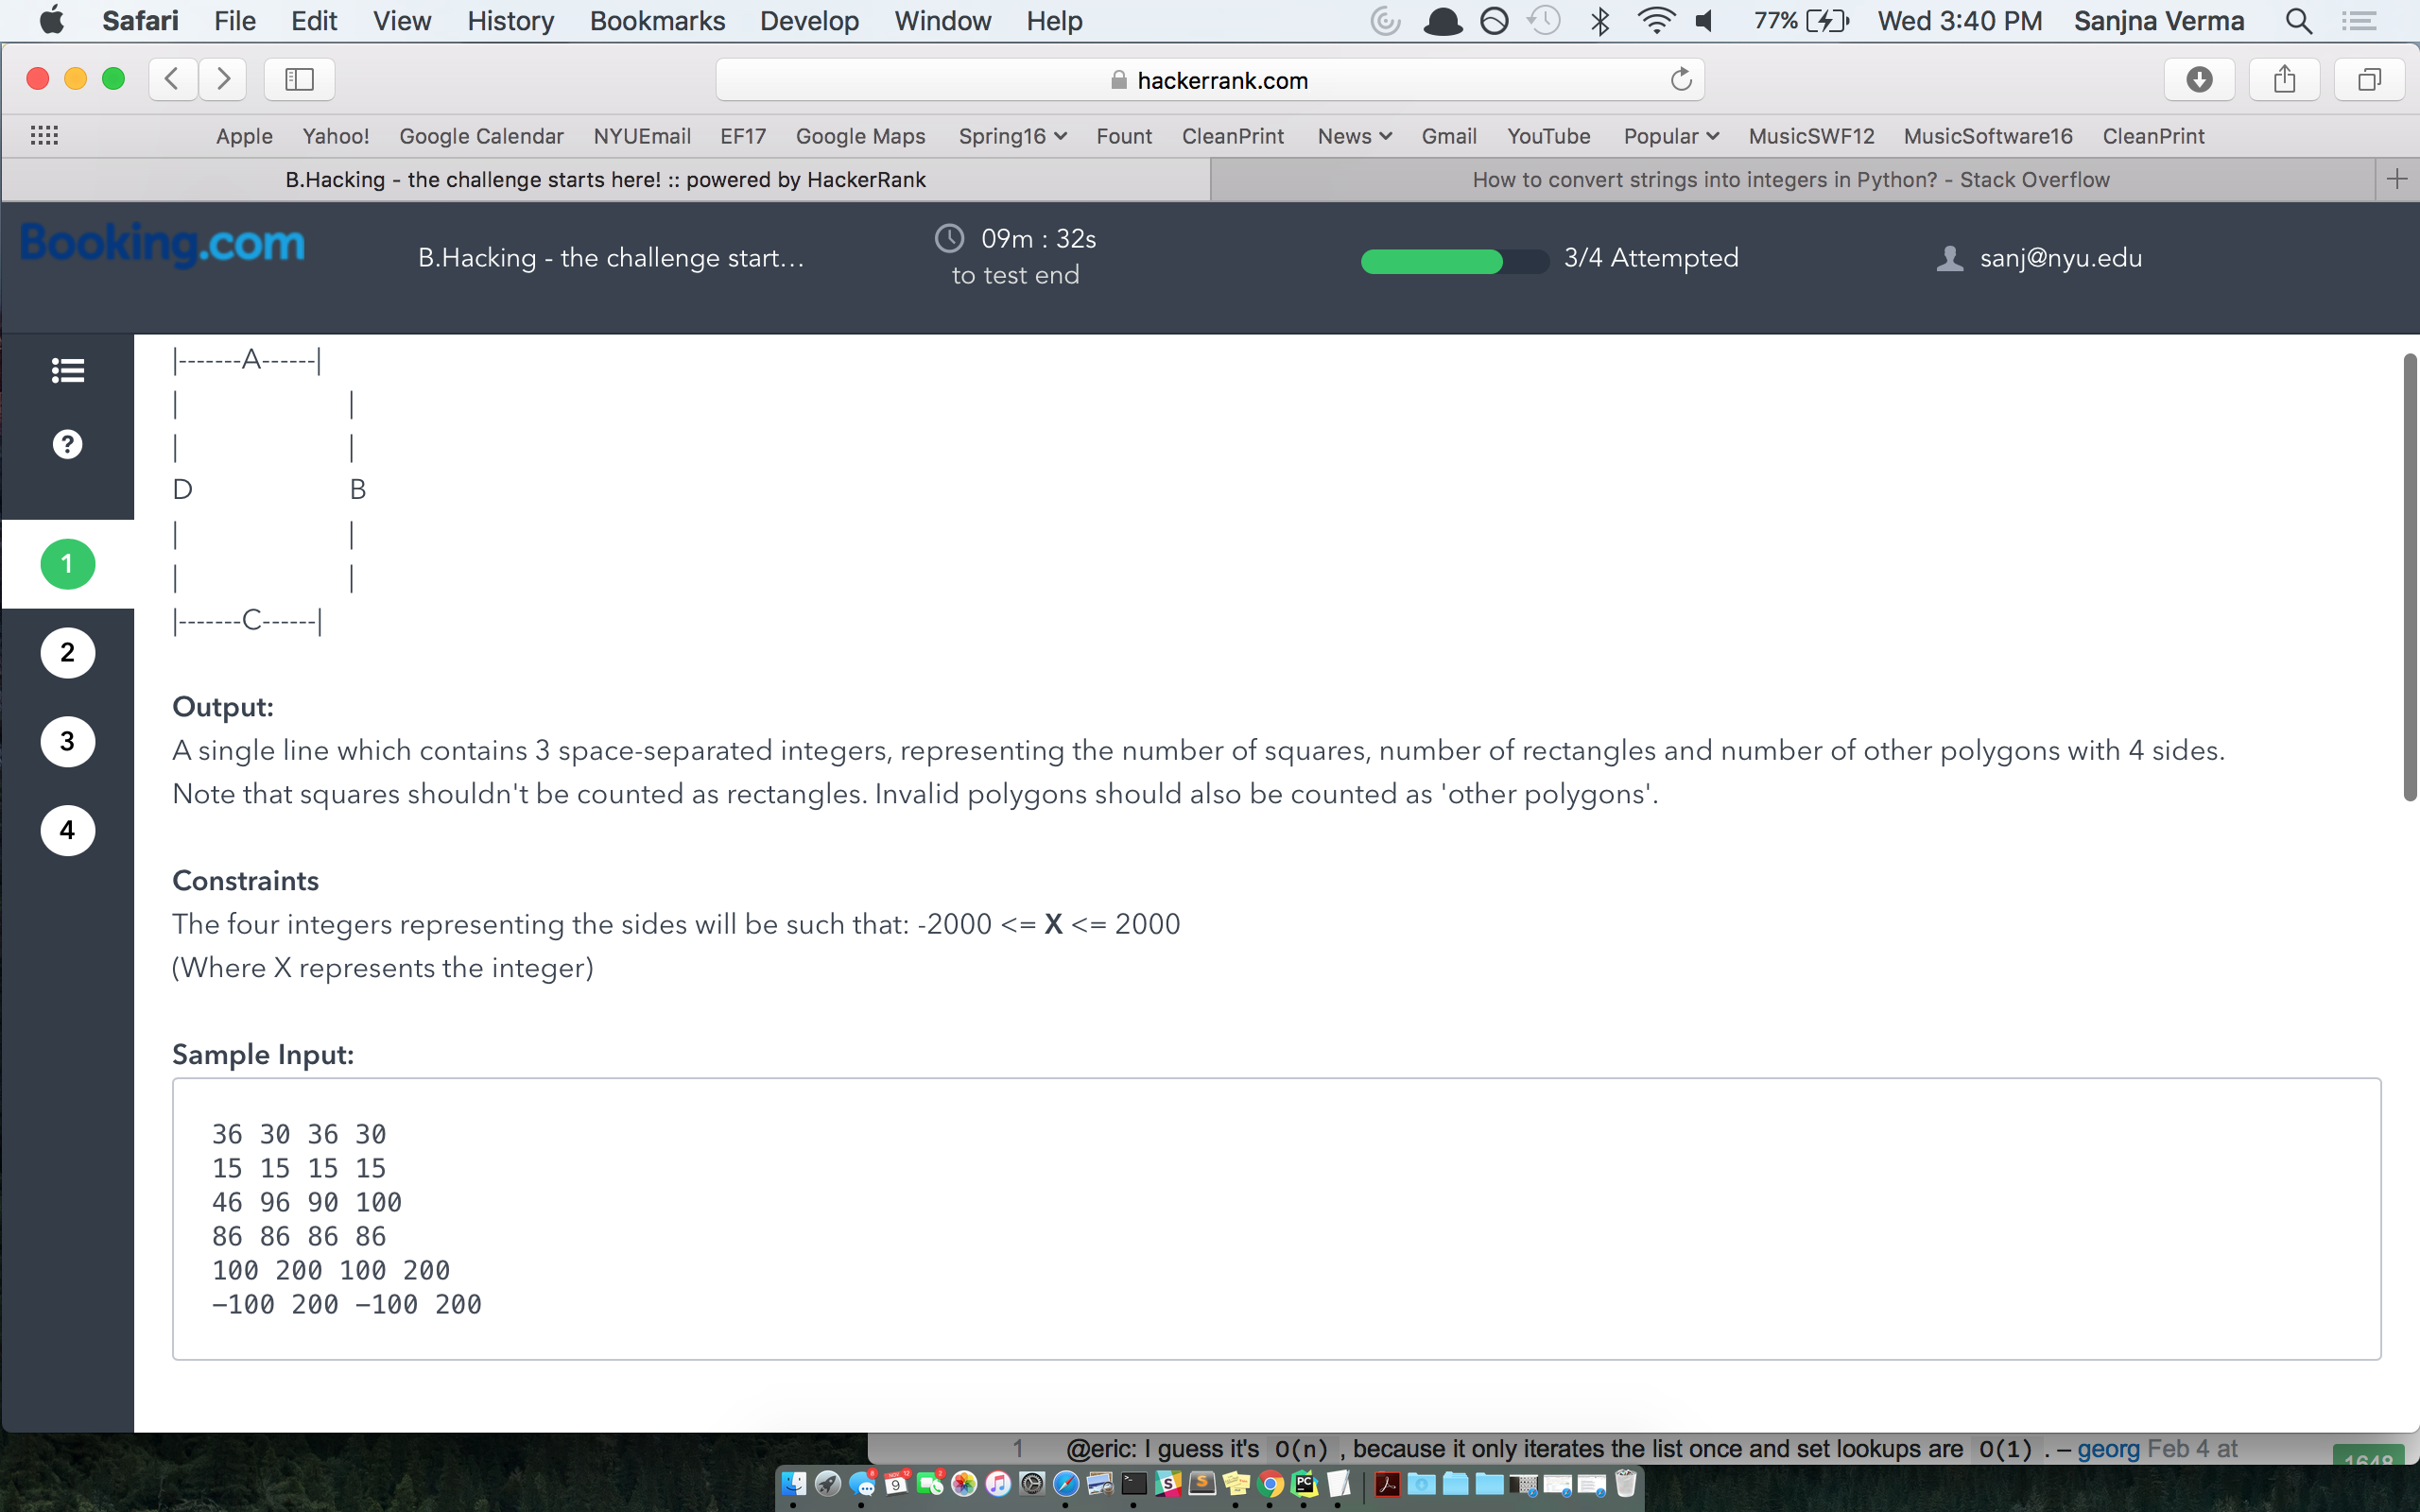 Safari File Edit View History Bookmarks Develop Window Help 77% Wed 3:40 PM Sanjna Verma
hackerrank.com
Apple Yahoo! Google Calendar NYUEmail EF17 Google Maps Spring16 Fount CleanPrint News Gmail YouTube Popular MusicSWF12 MusicSoftware16 CleanPrint
B.Hacking - the challenge starts here! :: powered by HackerRank How to convert strings into integers in Python? - Stack Overflow
Booking.com B.Hacking - the challenge start... 09m : 32s 3/4 Attempted sanj@nyu.edu
to test end
|-------A------|
| |
| |
?
D B
| |
1
| |
|-------C------|
2
Output:
3
A single line which contains 3 space-separated integers, representing the number of squares, number of rectangles and number of other polygons with 4 sides.
Note that squares shouldn't be counted as rectangles. Invalid polygons should also be counted as 'other polygons'.
4
Constraints
The four integers representing the sides will be such that: -2000 <= X <= 2000
(Where X represents the integer)
Sample Input:
36 30 36 30
15 15 15 15
46 96 90 100
86 86 86 86
100 200 100 200
-100 200 -100 200
1 @eric: I guess it's O(n) , because it only iterates the list once and set lookups are O(1) . – georg Feb 4 at
1648